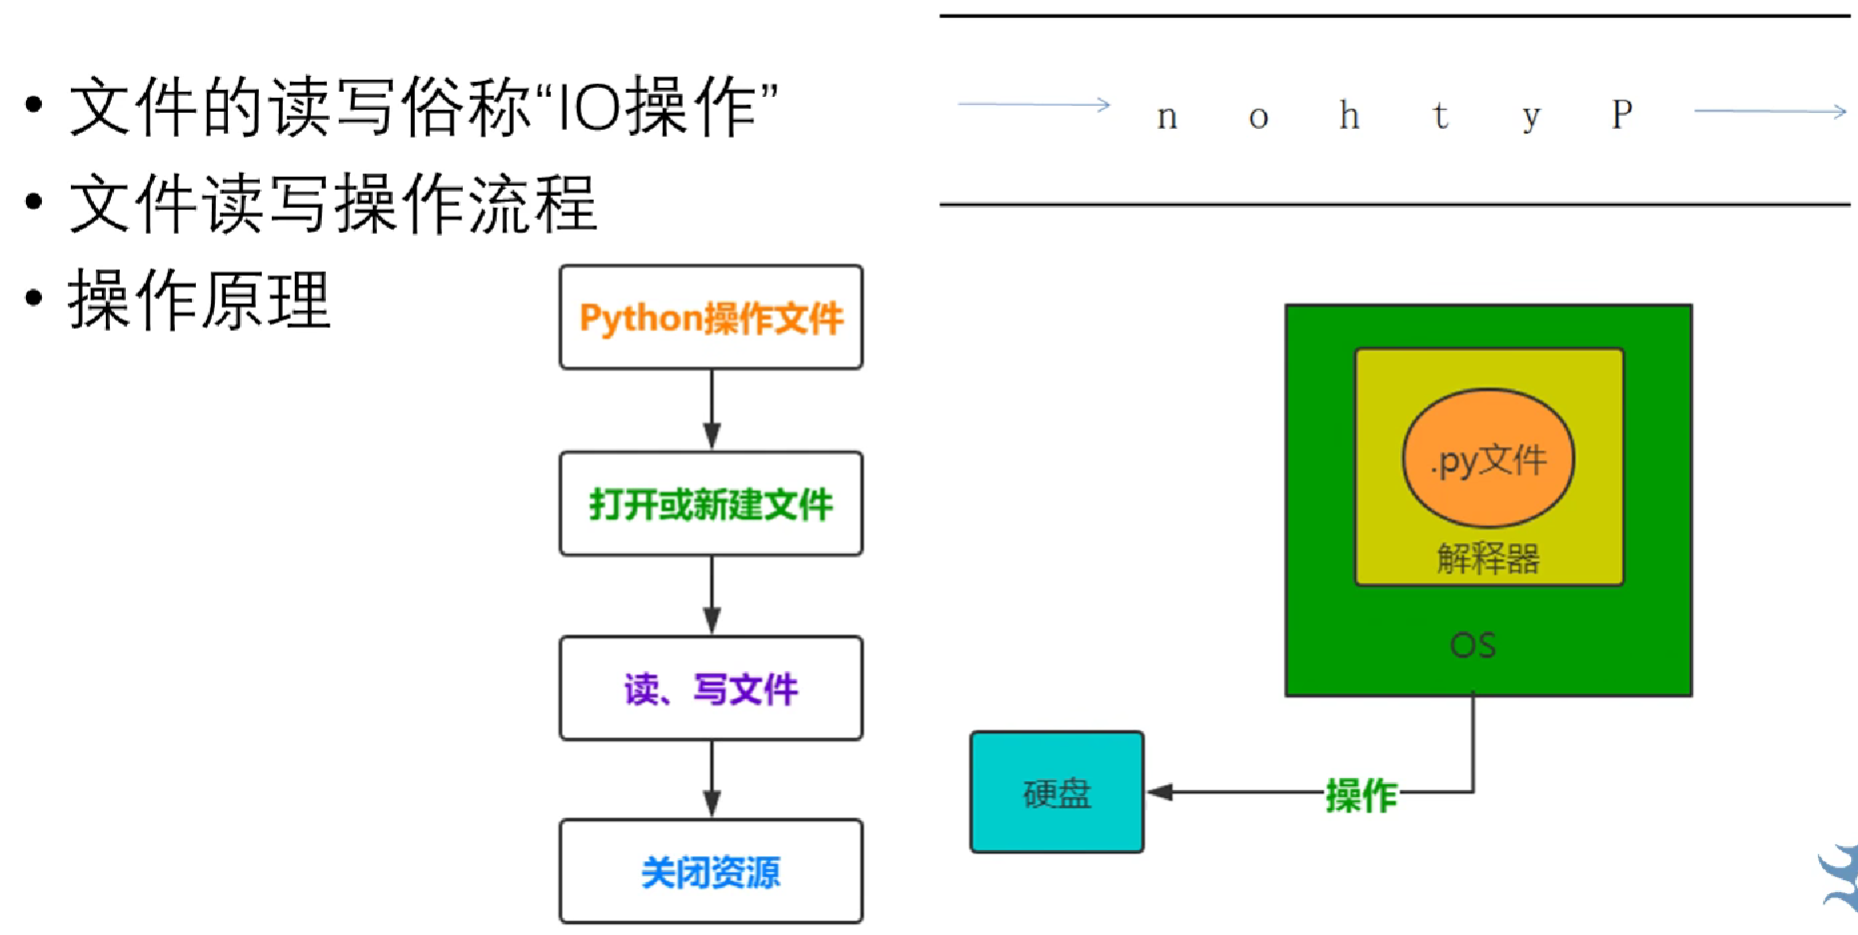 • 文件的读写俗称“IO操作”
• 文件读写操作流程
• 操作原理
Python操作文件
打开或新建文件
读、写文件
关闭资源
n o h t y P
.py文件
解释器
OS
操作
硬盘